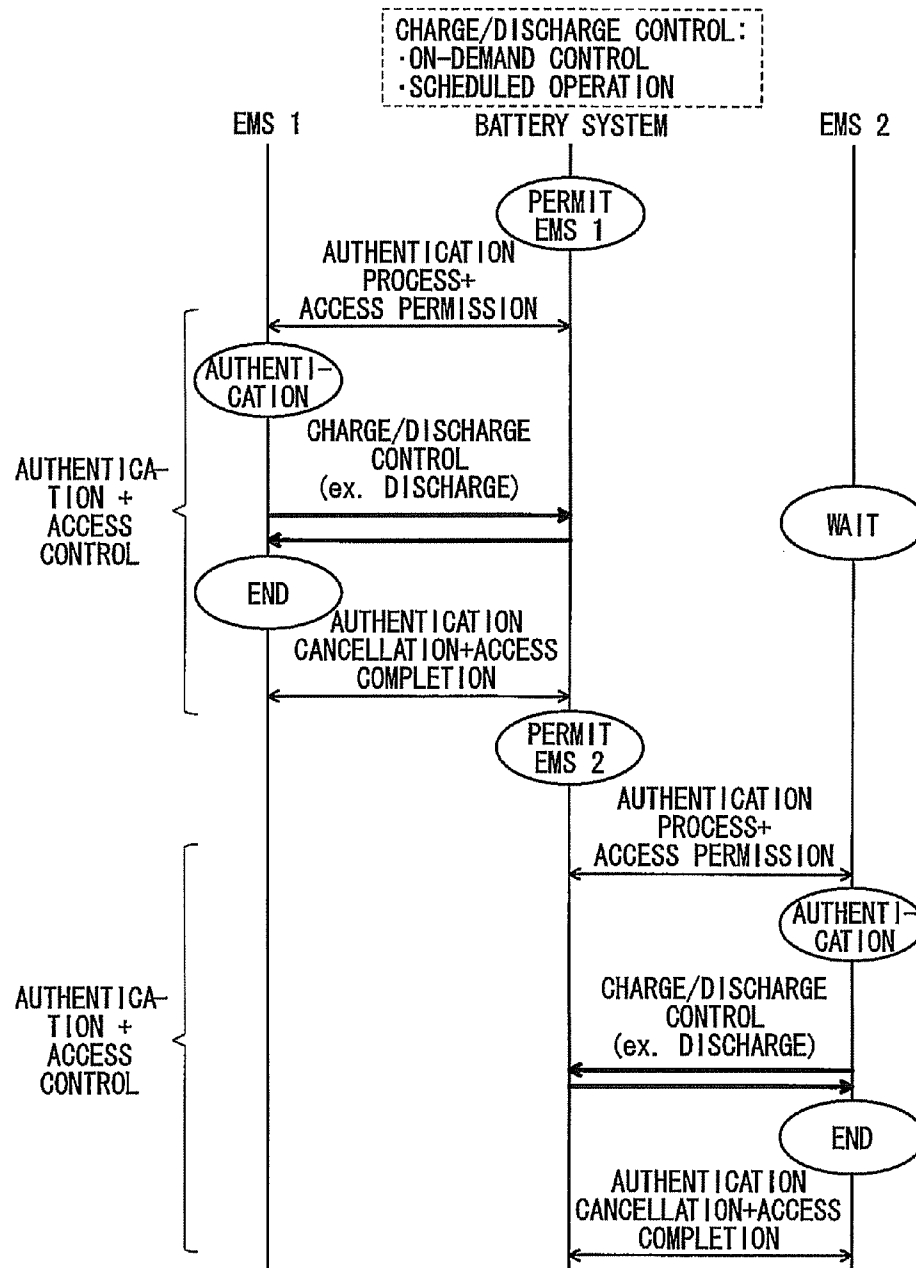 CHARGE/DISCHARGE CONTROL:
·ON-DEMAND CONTROL
·SCHEDULED OPERATION
EMS 1
BATTERY SYSTEM
EMS 2
PERMIT
EMS 1
AUTHENTICATION
PROCESS+
ACCESS PERMISSION
AUTHENTI-
CATION
CHARGE/DISCHARGE
CONTROL
(ex. DISCHARGE)
AUTHENTICA-
TION +
ACCESS
CONTROL
WAIT
END
AUTHENTICATION
CANCELLATION+ACCESS
COMPLETION
PERMIT
EMS 2
AUTHENTICATION
PROCESS+
ACCESS PERMISSION
AUTHENTI-
CATION
AUTHENTICA-
TION +
ACCESS
CONTROL
CHARGE/DISCHARGE
CONTROL
(ex. DISCHARGE)
END
AUTHENTICATION
CANCELLATION+ACCESS
COMPLETION